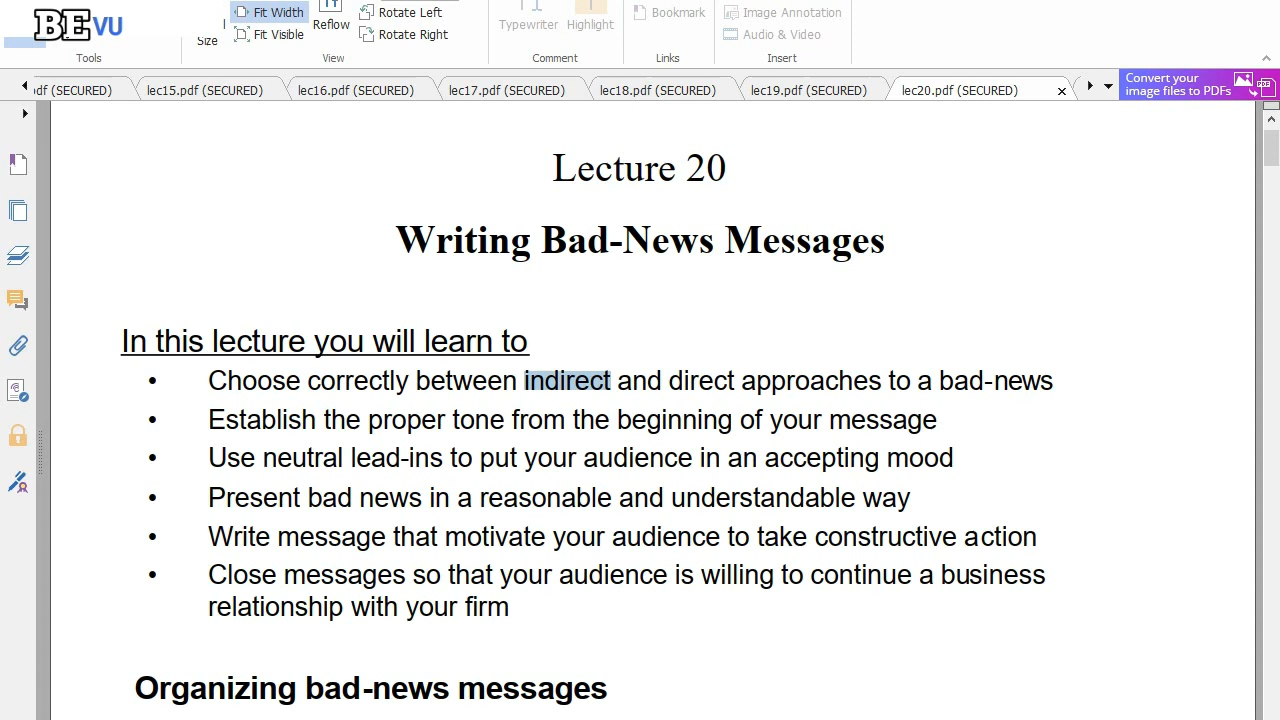 BEVU
Fit Width
Rotate Left
Reflow
Typewriter
Highlight
Bookmark
Image Annotation
Size
Fit Visible
Rotate Right
Audio & Video
Tools
View
Comment
Links
Insert
df (SECURED)
lec15.pdf (SECURED)
lec16.pdf (SECURED)
lec17.pdf (SECURED)
lec18.pdf (SECURED)
lec19.pdf (SECURED)
lec20.pdf (SECURED)
Convert your
image files to PDFs
Lecture 20
Writing Bad-News Messages
In this lecture you will learn to
• Choose correctly between indirect and direct approaches to a bad-news
• Establish the proper tone from the beginning of your message
• Use neutral lead-ins to put your audience in an accepting mood
• Present bad news in a reasonable and understandable way
• Write message that motivate your audience to take constructive action
• Close messages so that your audience is willing to continue a business
relationship with your firm
Organizing bad-news messages